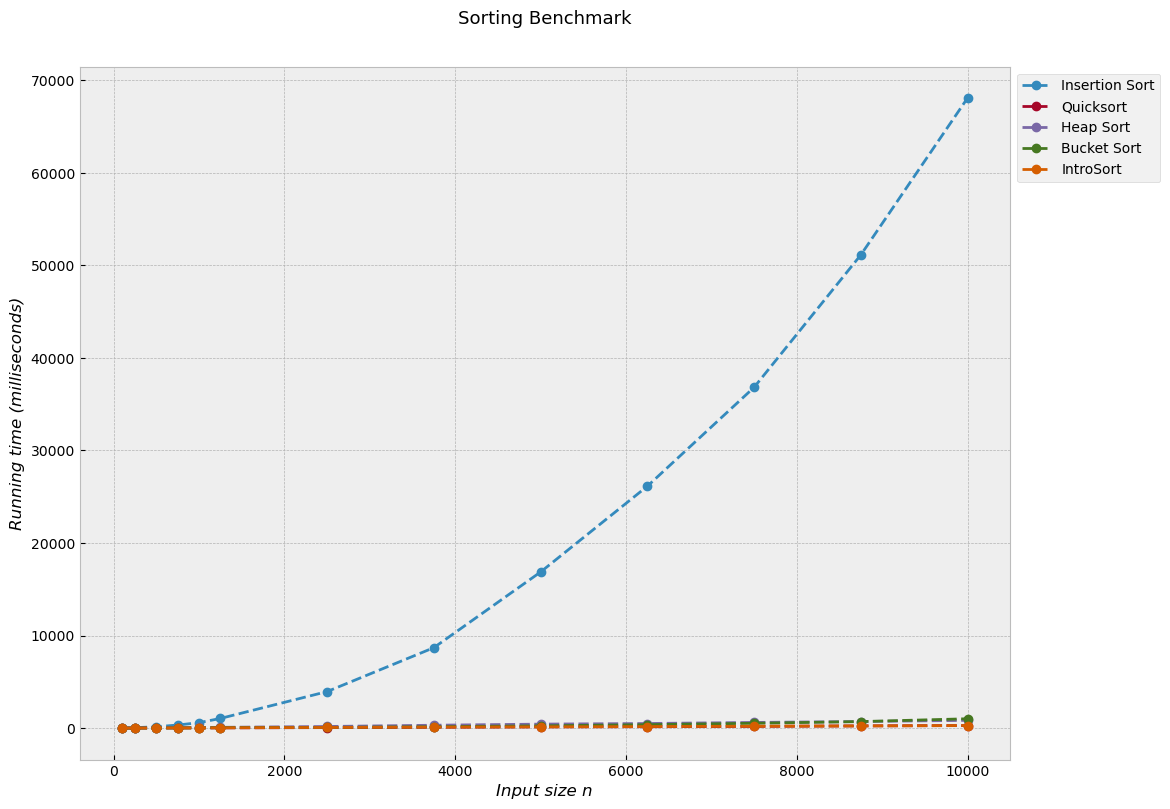 Sorting Benchmark
70000
60000
50000
40000
30000
20000
10000
0
Running time (milliseconds)
0 2000 4000 6000 8000 10000
Input size n
Insertion Sort
Quicksort
Heap Sort
Bucket Sort
IntroSort